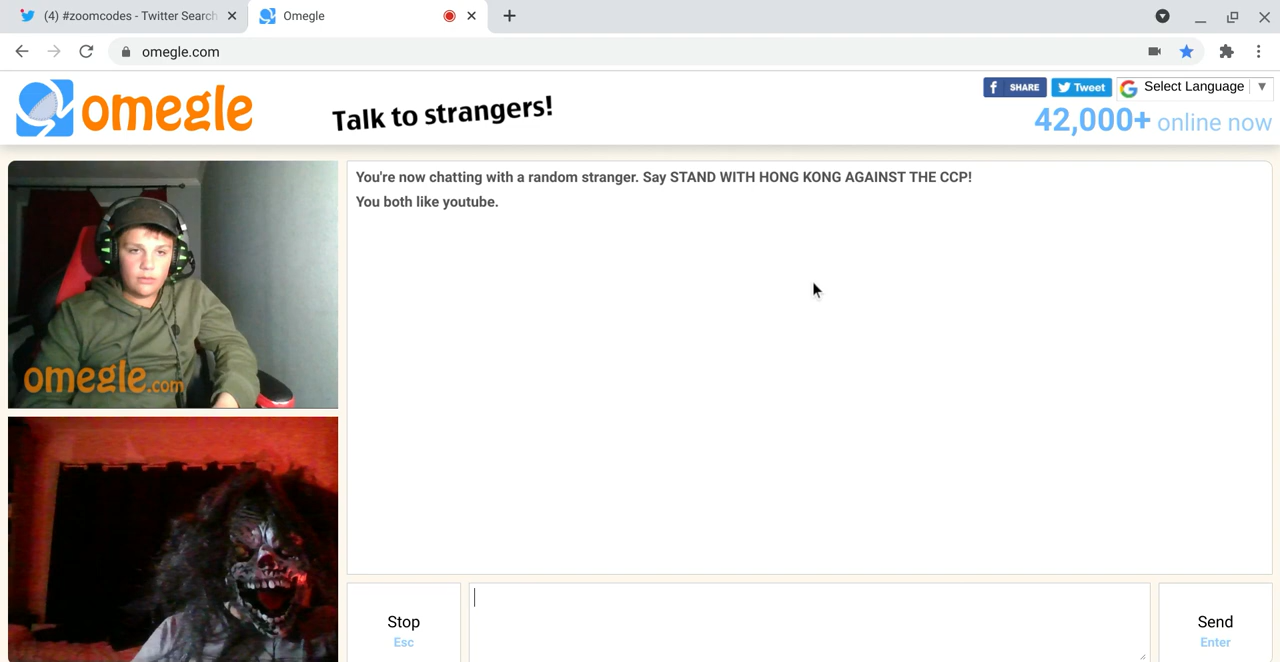 (4) #zoomcodes - Twitter Search
Omegle
omegle.com
omegle
Talk to strangers!
SHARE
Tweet
Select Language
42,000+ online now
You're now chatting with a random stranger. Say STAND WITH HONG KONG AGAINST THE CCP!
You both like youtube.
omegle.com
Stop
Esc
Send
Enter